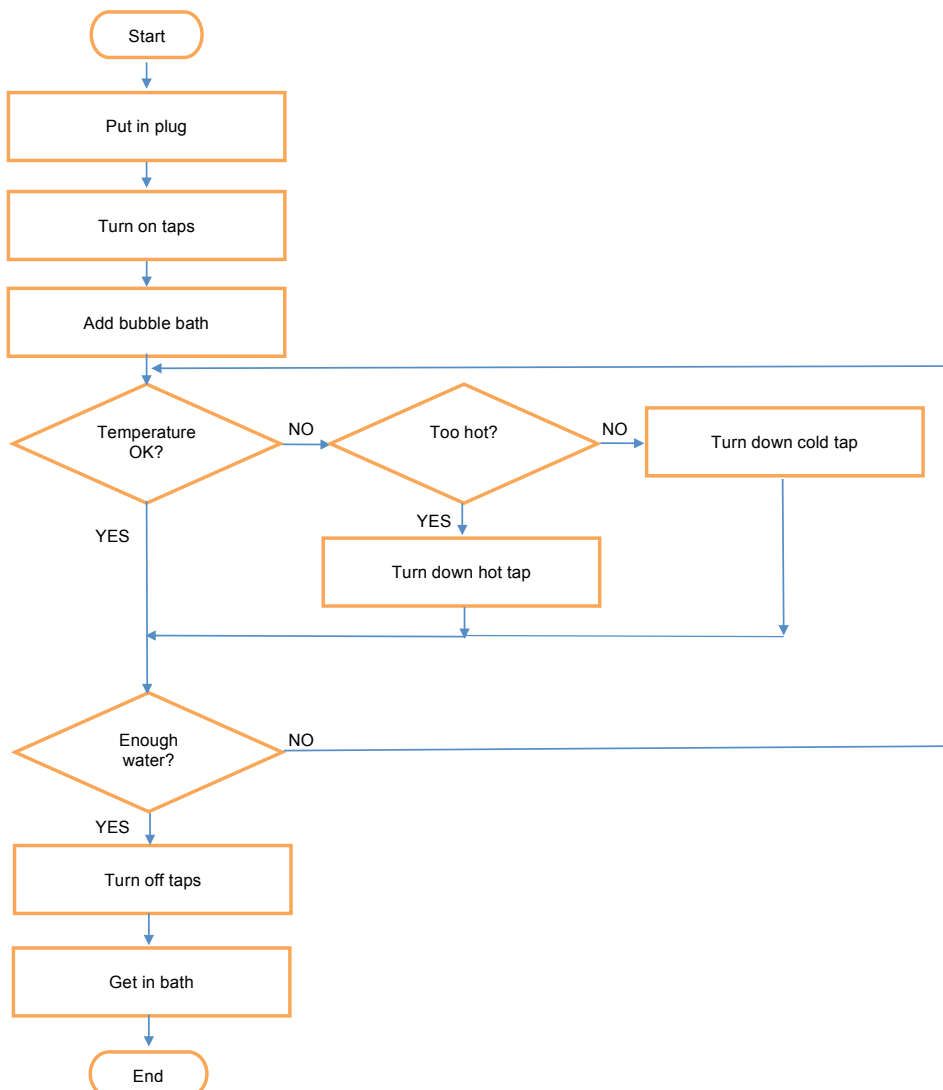 Start
Put in plug
Turn on taps
Add bubble bath
Temperature
OK?
NO
Too hot?
NO
Turn down cold tap
YES
YES
Turn down hot tap
Enough
water?
NO
YES
Turn off taps
Get in bath
End